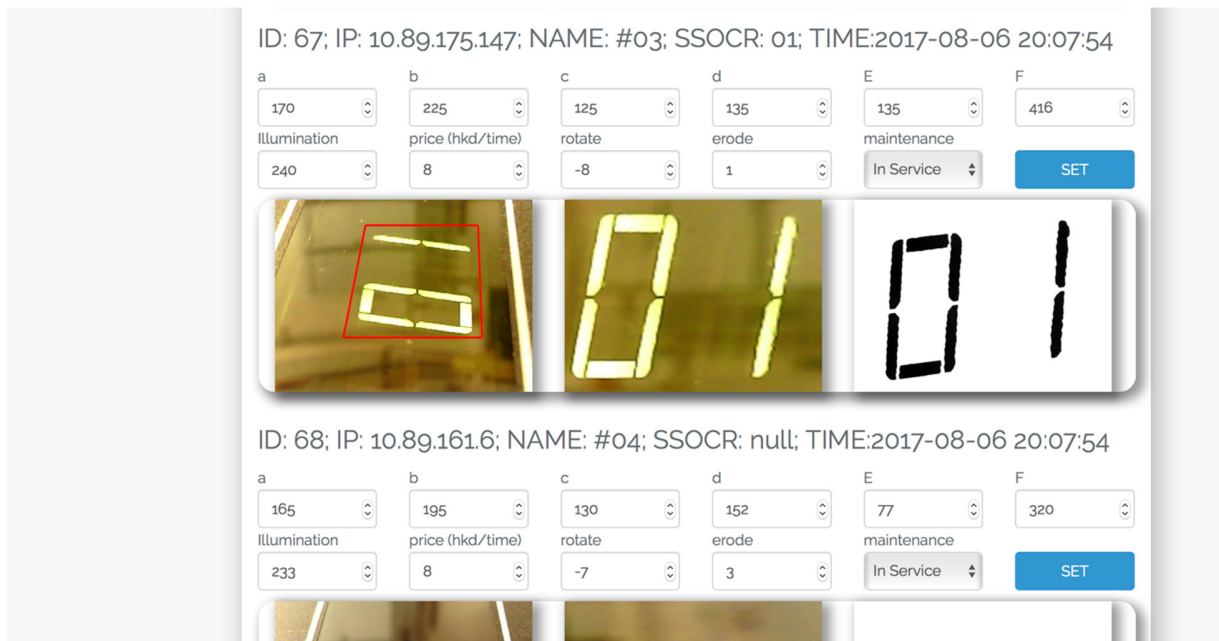 ID: 67; IP: 10.89.175.147; NAME: #03; SSOCR: 01; TIME:2017-08-06 20:07:54
a b c d E F
170 225 125 135 135 416
Illumination price (hkd/time) rotate erode maintenance
240 8 -8 1 In Service SET
01 01 01
ID: 68; IP: 10.89.161.6; NAME: #04; SSOCR: null; TIME:2017-08-06 20:07:54
a b c d E F
165 195 130 152 77 320
Illumination price (hkd/time) rotate erode maintenance
233 8 -7 3 In Service SET